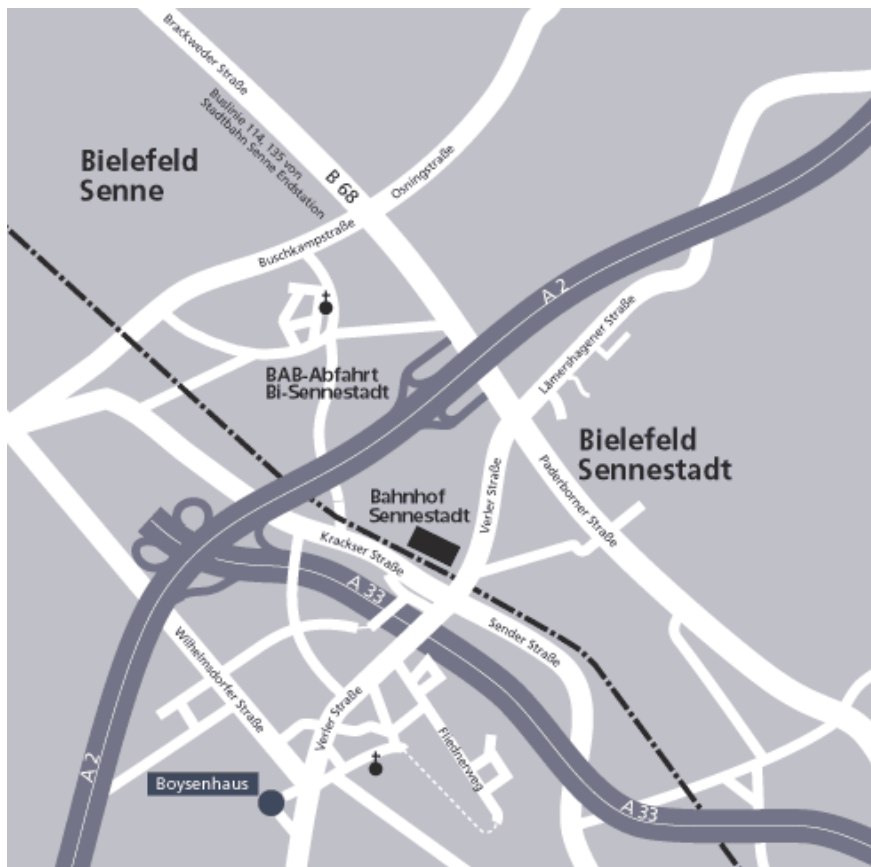 Brackweder Straße
Buslinie 114, 135 von
Stadtbahn Senne Endstation
Bielefeld
Senne
B 68
Osningstraße
Buschkampstraße
A 2
Lämershagener Straße
BAB-Abfahrt
Bi-Sennestadt
Bielefeld
Sennestadt
Paderborner Straße
Verler Straße
Bahnhof
Sennestadt
Krackser Straße
A 33
Sender Straße
Wilhelmsdorfer Straße
Verler Straße
Fliednerweg
A 2
Boysenhaus
A 33